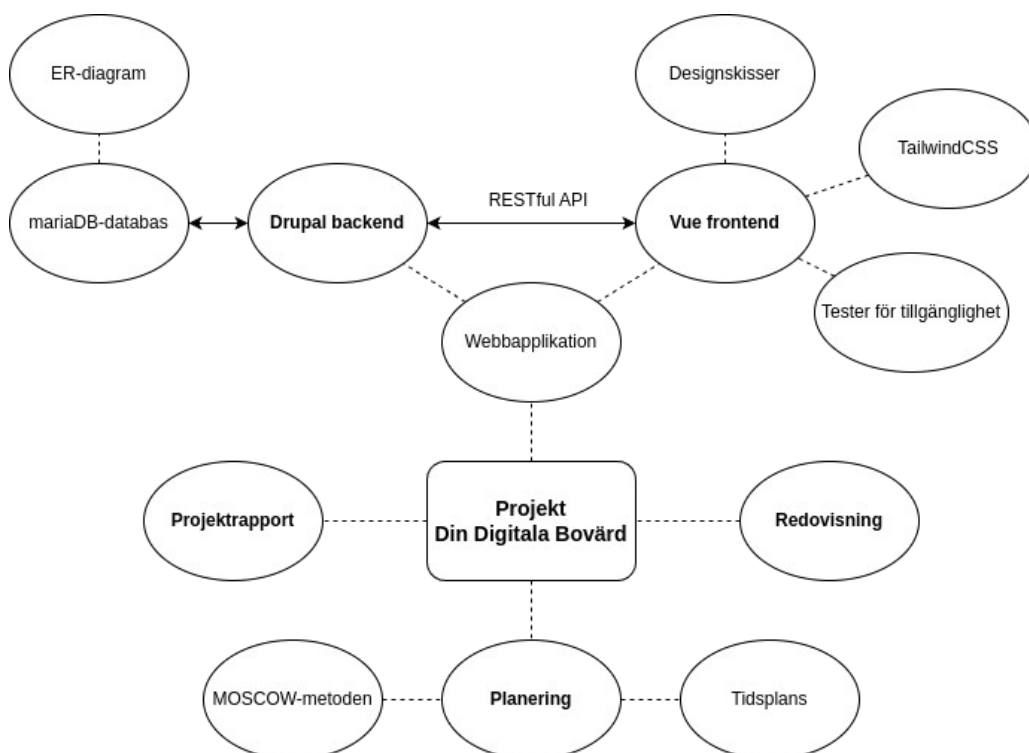 ER-diagram
Designskisser
TailwindCSS
mariaDB-databas
Drupal backend
RESTful API
Vue frontend
Tester för tillgänglighet
Webbapplikation
Projektrapport
Projekt
Din Digitala Bovärd
Redovisning
MOSCOW-metoden
Planering
Tidsplans